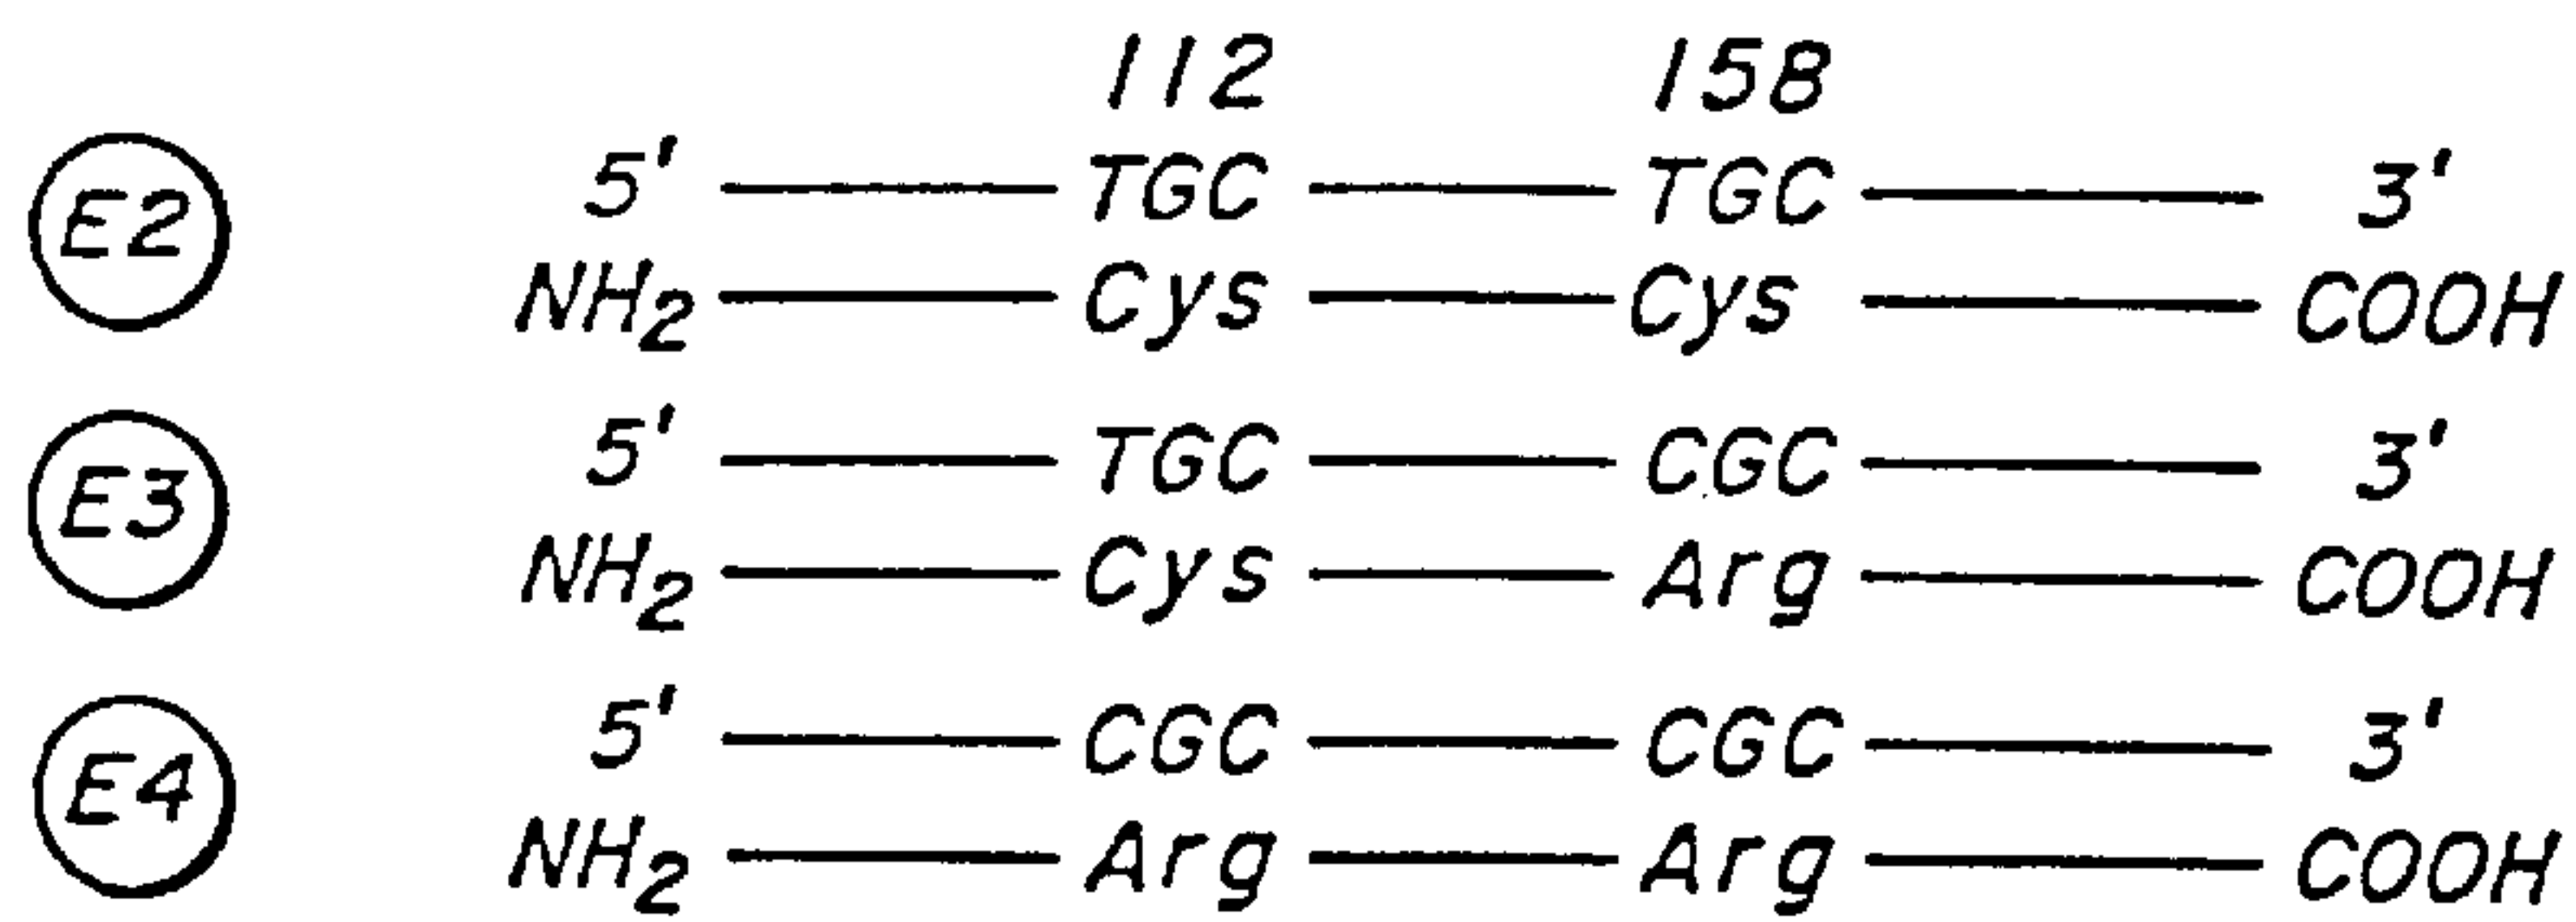 112 158
E2 5' TGC TGC 3'
NH2 Cys Cys COOH
E3 5' TGC CGC 3'
NH2 Cys Arg COOH
E4 5' CGC CGC 3'
NH2 Arg Arg COOH